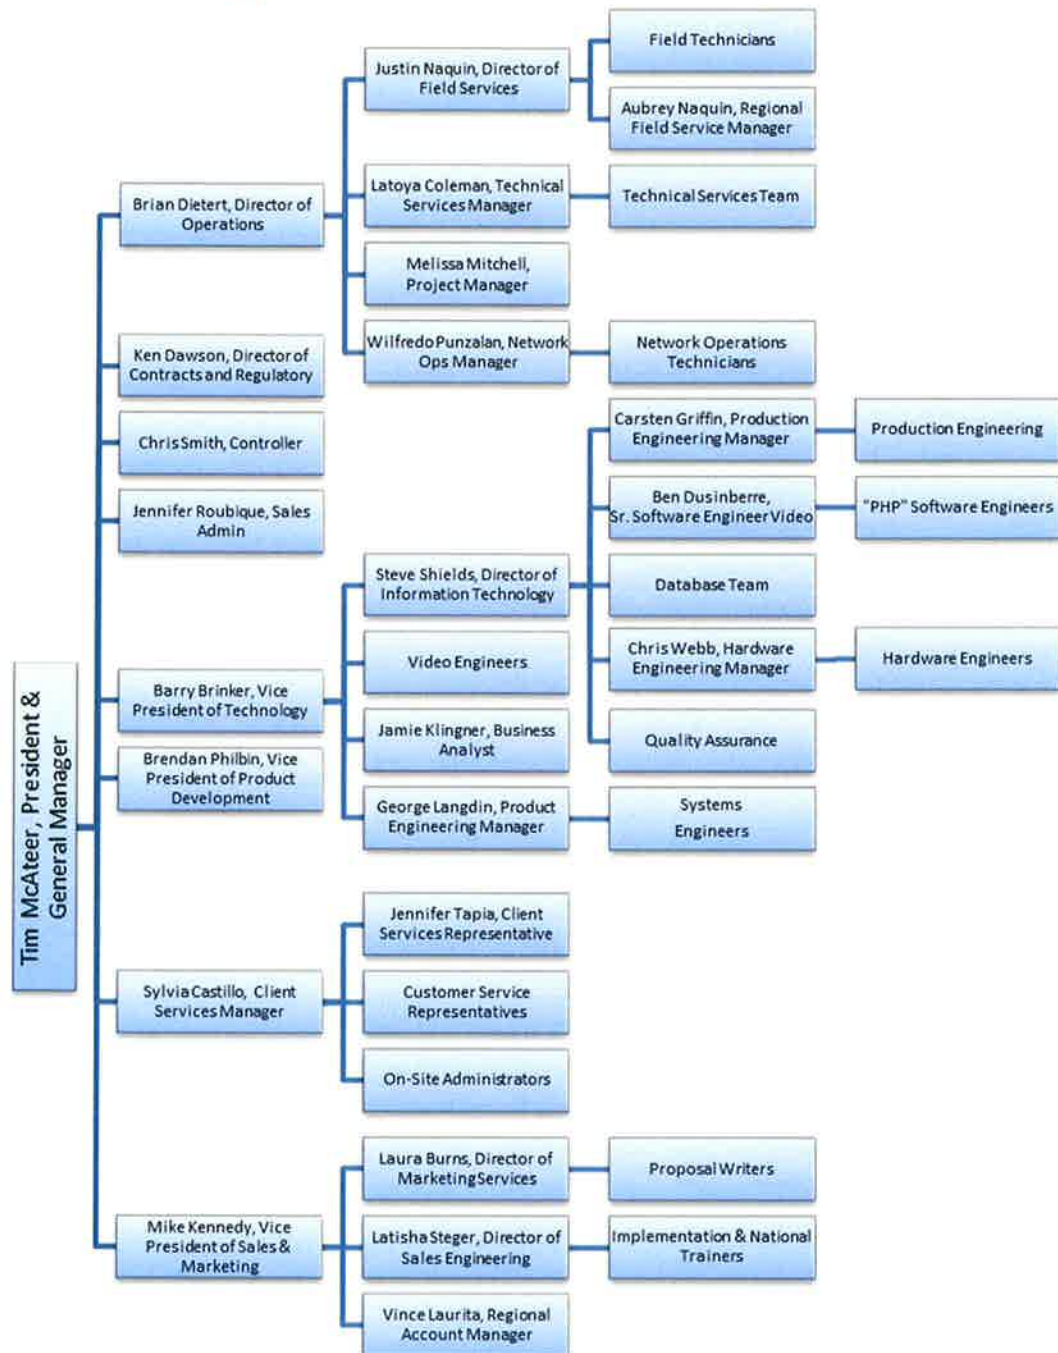 Tim McAteer, President &
General Manager
Brian Dietert, Director of
Operations
Justin Naquin, Director of
Field Services
Field Technicians
Aubrey Naquin, Regional
Field Service Manager
Latoya Coleman, Technical
Services Manager
Technical Services Team
Melissa Mitchell,
Project Manager
Wilfredo Punzalan, Network
Ops Manager
Network Operations
Technicians
Ken Dawson, Director of
Contracts and Regulatory
Chris Smith, Controller
Jennifer Roubique, Sales
Admin
Barry Brinker, Vice
President of Technology
Steve Shields, Director of
Information Technology
Carsten Griffin, Production
Engineering Manager
Production Engineering
Ben Dusinberre,
Sr. Software Engineer Video
"PHP" Software Engineers
Database Team
Chris Webb, Hardware
Engineering Manager
Hardware Engineers
Quality Assurance
Video Engineers
Jamie Klingner, Business
Analyst
George Langdin, Product
Engineering Manager
Systems
Engineers
Brendan Philbin, Vice
President of Product
Development
Sylvia Castillo, Client
Services Manager
Jennifer Tapia, Client
Services Representative
Customer Service
Representatives
On-Site Administrators
Mike Kennedy, Vice
President of Sales &
Marketing
Laura Burns, Director of
Marketing Services
Proposal Writers
Latisha Steger, Director of
Sales Engineering
Implementation & National
Trainers
Vince Laurita, Regional
Account Manager